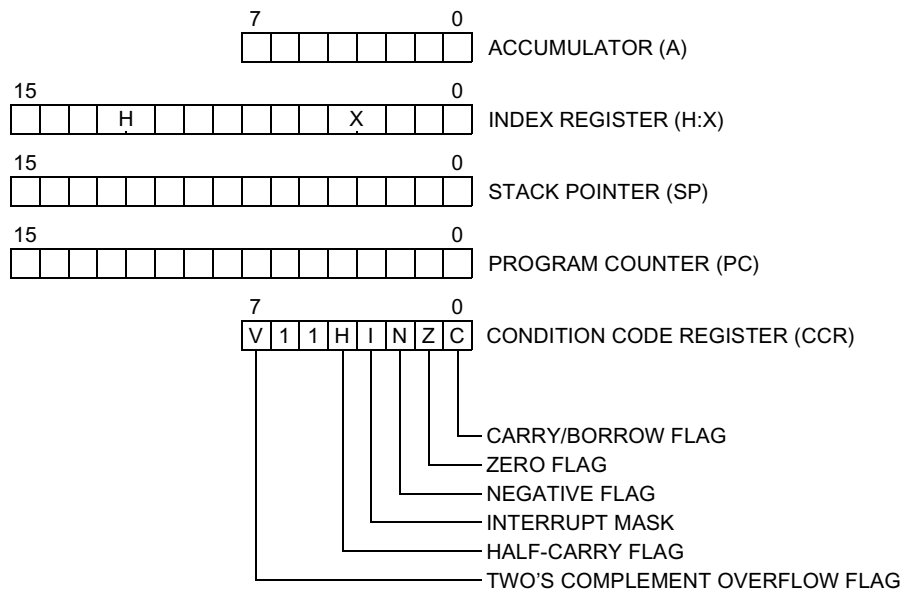 7 0
ACCUMULATOR (A)
15 0
H X INDEX REGISTER (H:X)
15 0
STACK POINTER (SP)
15 0
PROGRAM COUNTER (PC)
7 0
V 1 1 H I N Z C CONDITION CODE REGISTER (CCR)
CARRY/BORROW FLAG
ZERO FLAG
NEGATIVE FLAG
INTERRUPT MASK
HALF-CARRY FLAG
TWO'S COMPLEMENT OVERFLOW FLAG